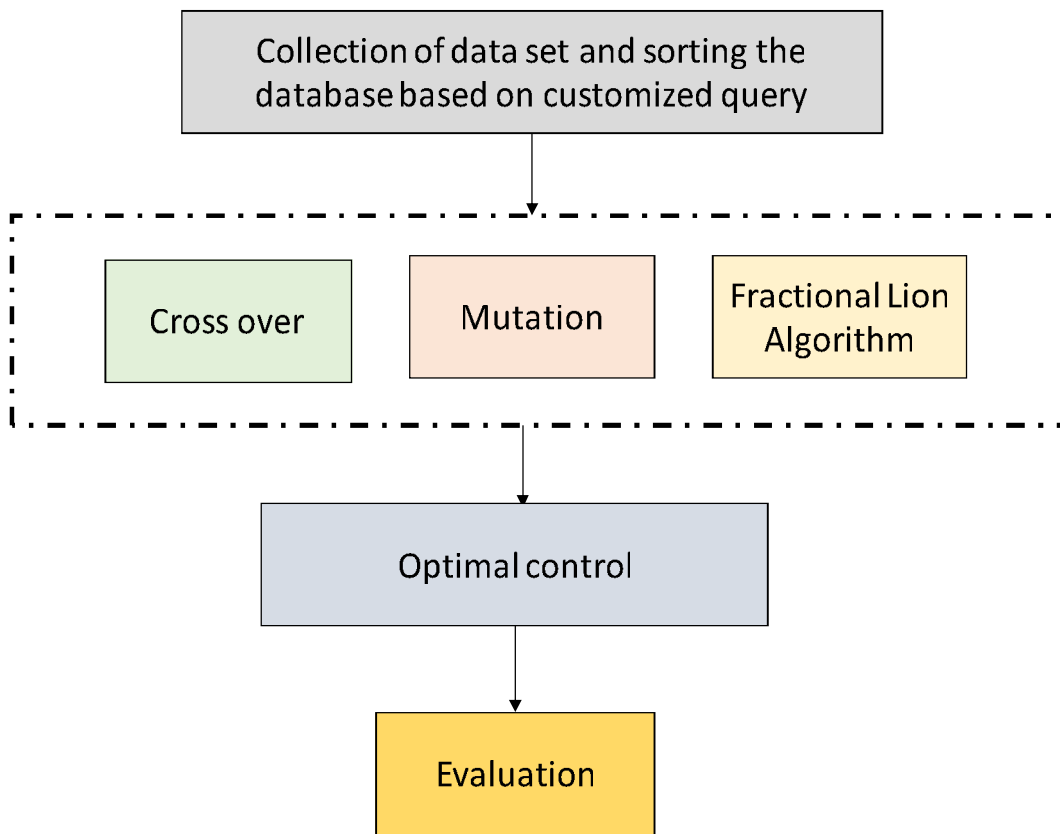 Collection of data set and sorting the
database based on customized query
Cross over
Mutation
Fractional Lion
Algorithm
Optimal control
Evaluation